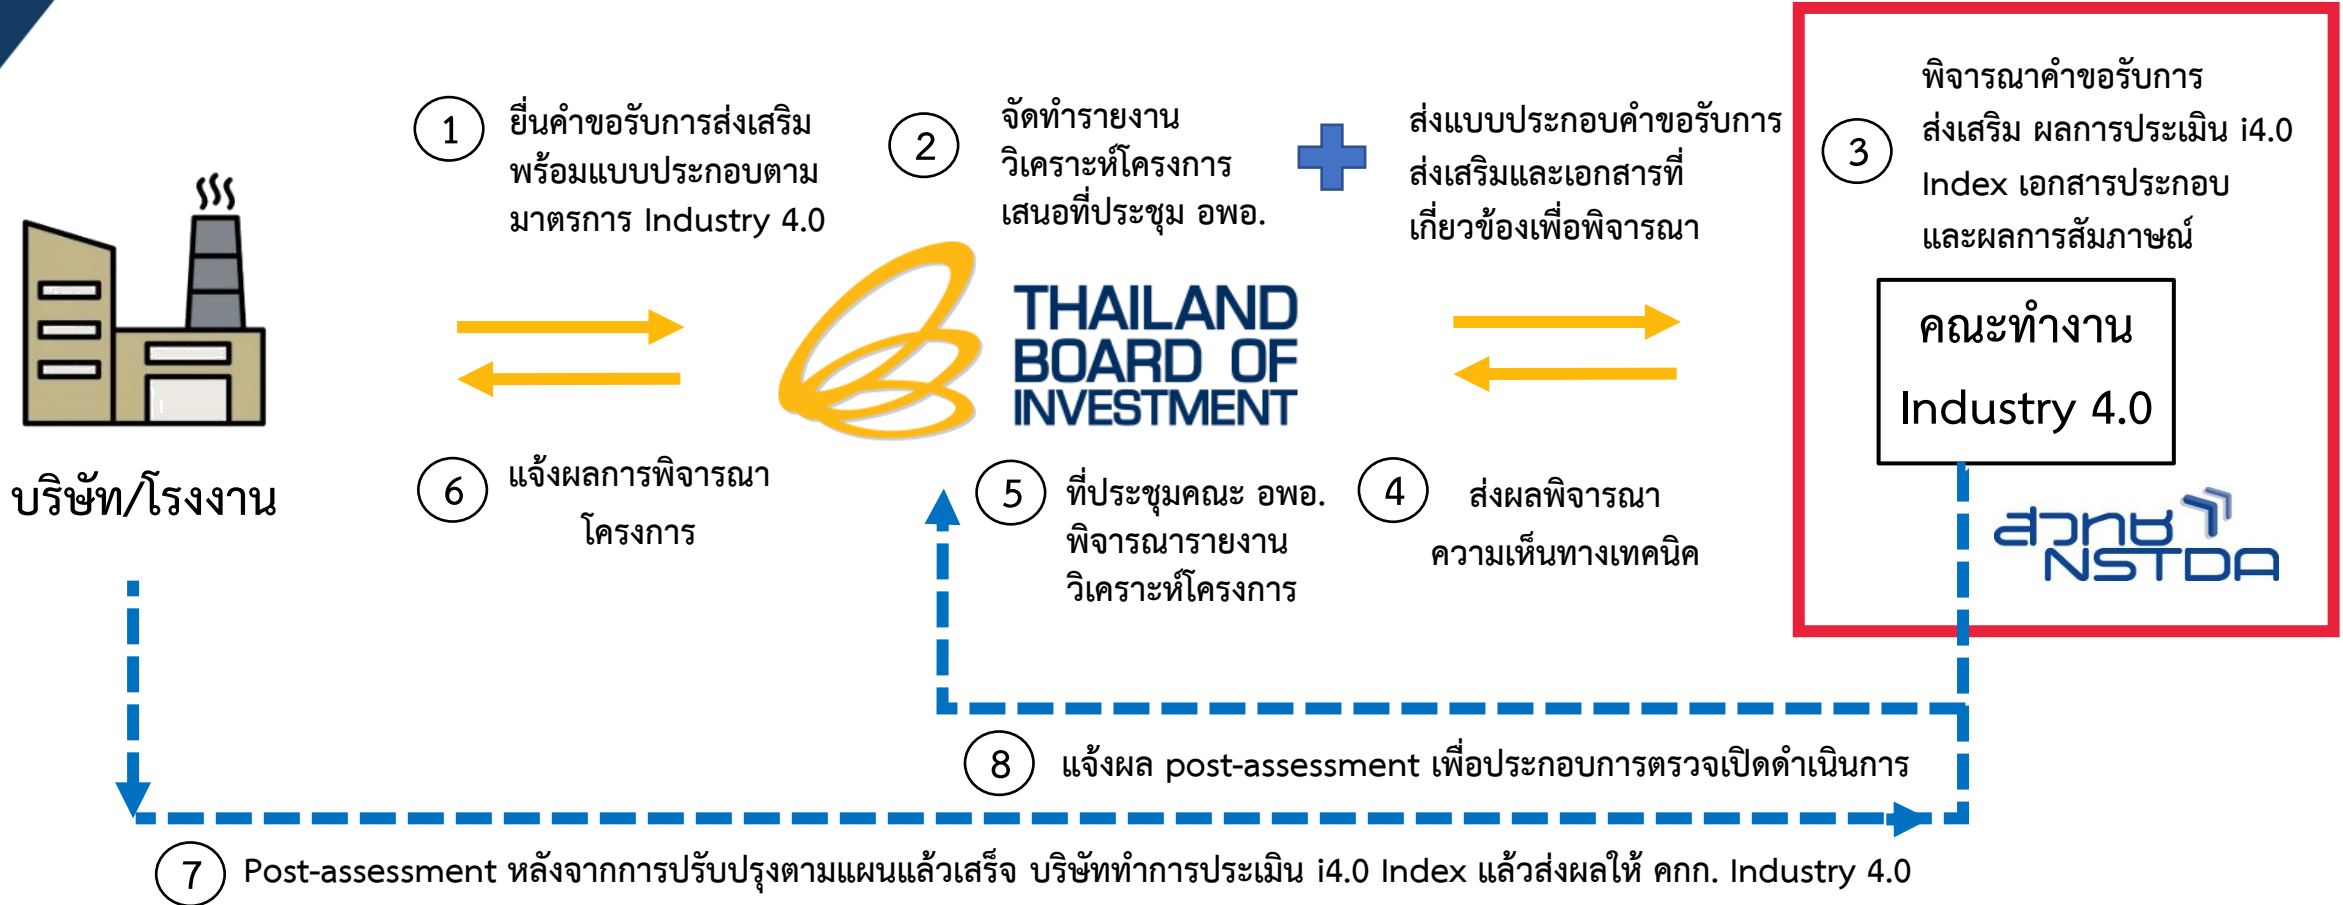 1
ยื่นคำขอรับการส่งเสริม
พร้อมแบบประกอบตาม
มาตรการ Industry 4.0
2
จัดทำรายงาน
วิเคราะห์โครงการ
เสนอที่ประชุม อพอ.
ส่งแบบประกอบคำขอรับการ
ส่งเสริมและเอกสารที่
เกี่ยวข้องเพื่อพิจารณา
3
พิจารณาคำขอรับการ
ส่งเสริม ผลการประเมิน i4.0
Index เอกสารประกอบ
และผลการสัมภาษณ์
THAILAND
BOARD OF
INVESTMENT
คณะทำงาน
Industry 4.0
บริษัท/โรงงาน
6
แจ้งผลการพิจารณา
โครงการ
5
ที่ประชุมคณะ อพอ.
พิจารณารายงาน
วิเคราะห์โครงการ
4
ส่งผลพิจารณา
ความเห็นทางเทคนิค
สวทช
NSTDA
8
แจ้งผล post-assessment เพื่อประกอบการตรวจเปิดดำเนินการ
7
Post-assessment หลังจากการปรับปรุงตามแผนแล้วเสร็จ บริษัททำการประเมิน i4.0 Index แล้วส่งผลให้ คกก. Industry 4.0